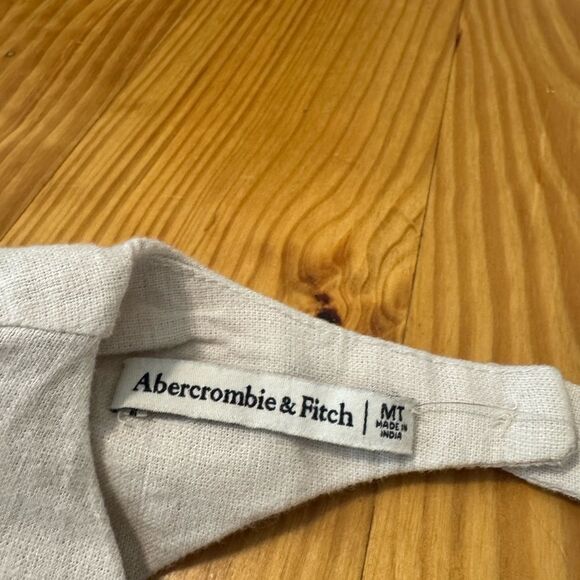 Abercrombie & Fitch | MT
MADE IN
INDIA